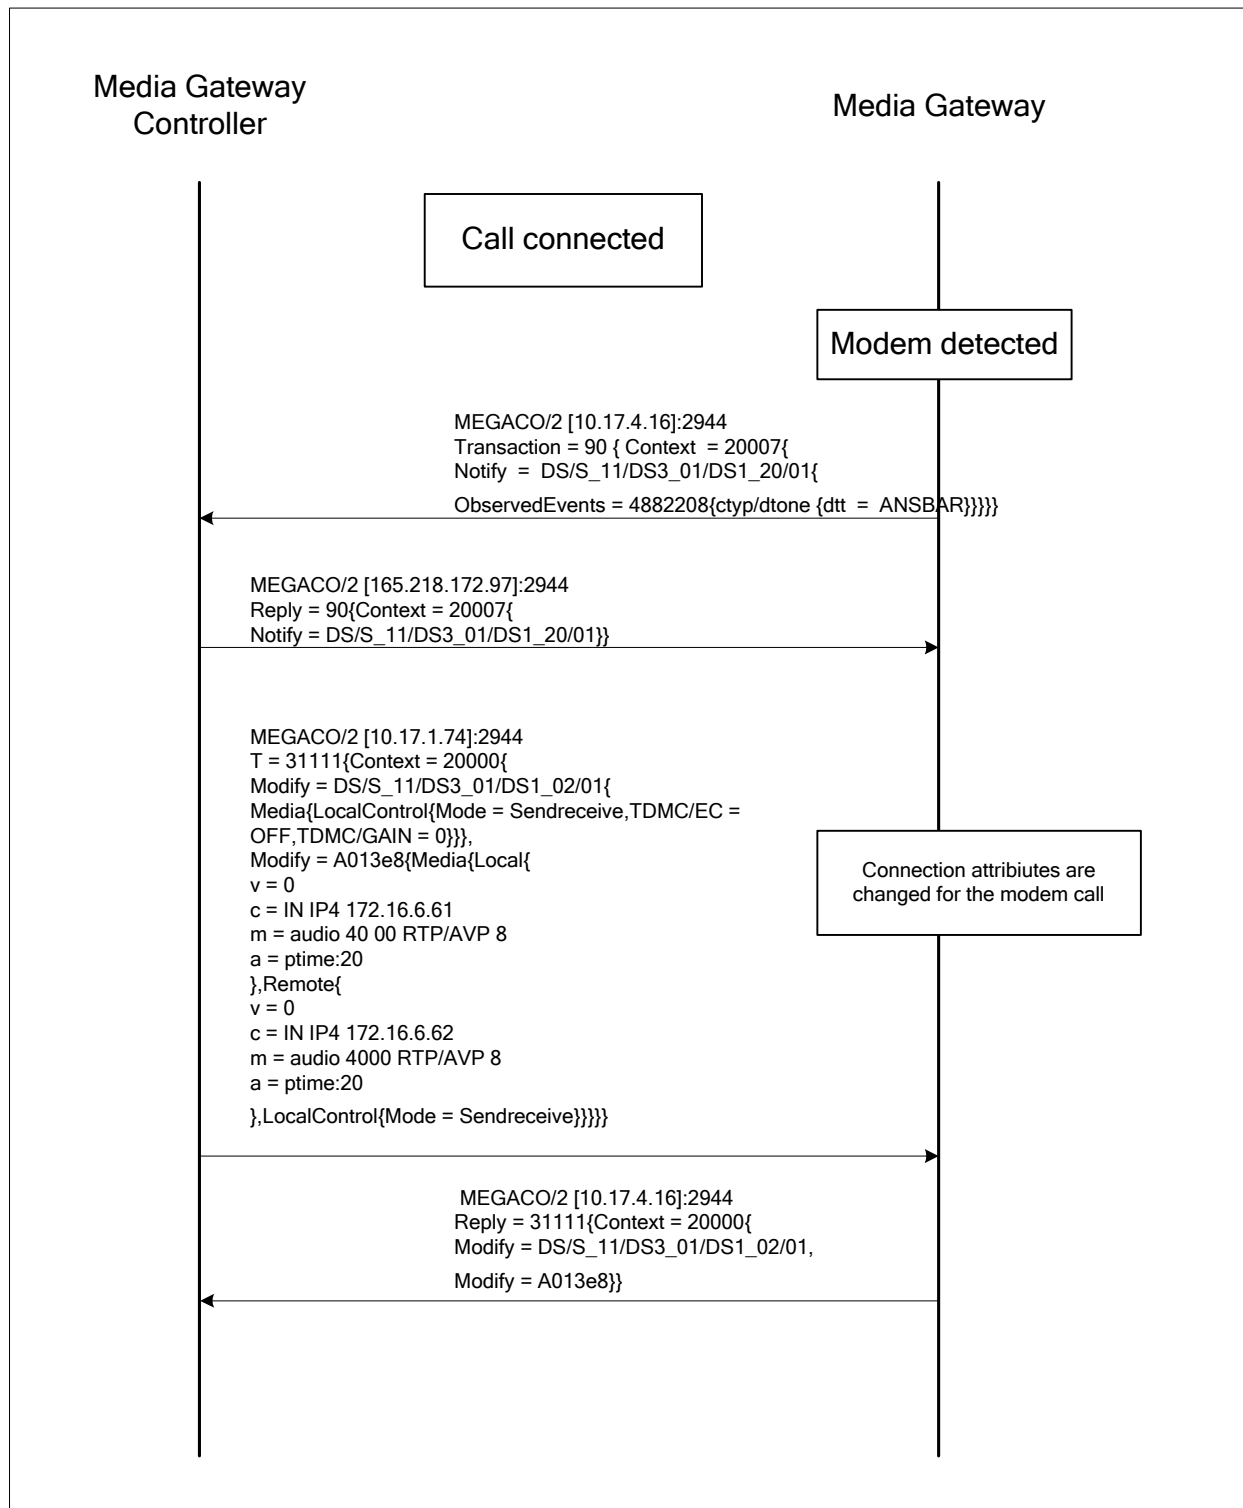 Media Gateway
Controller
Media Gateway
Call connected
Modem detected
MEGACO/2 [10.17.4.16]:2944
Transaction = 90 { Context  = 20007{
Notify  =  DS/S_11/DS3_01/DS1_20/01{
ObservedEvents = 4882208{ctyp/dtone {dtt  =  ANSBAR}}}}}
MEGACO/2 [165.218.172.97]:2944
Reply = 90{Context = 20007{
Notify = DS/S_11/DS3_01/DS1_20/01}}
MEGACO/2 [10.17.1.74]:2944
T = 31111{Context = 20000{
Modify = DS/S_11/DS3_01/DS1_02/01{
Media{LocalControl{Mode = Sendreceive,TDMC/EC =
OFF,TDMC/GAIN = 0}}},
Modify = A013e8{Media{Local{
v = 0
c = IN IP4 172.16.6.61
m = audio 40 00 RTP/AVP 8
a = ptime:20
},Remote{
v = 0
c = IN IP4 172.16.6.62
m = audio 4000 RTP/AVP 8
a = ptime:20
},LocalControl{Mode = Sendreceive}}}}}
Connection attribiutes are
changed for the modem call
MEGACO/2 [10.17.4.16]:2944
Reply = 31111{Context = 20000{
Modify = DS/S_11/DS3_01/DS1_02/01,
Modify = A013e8}}